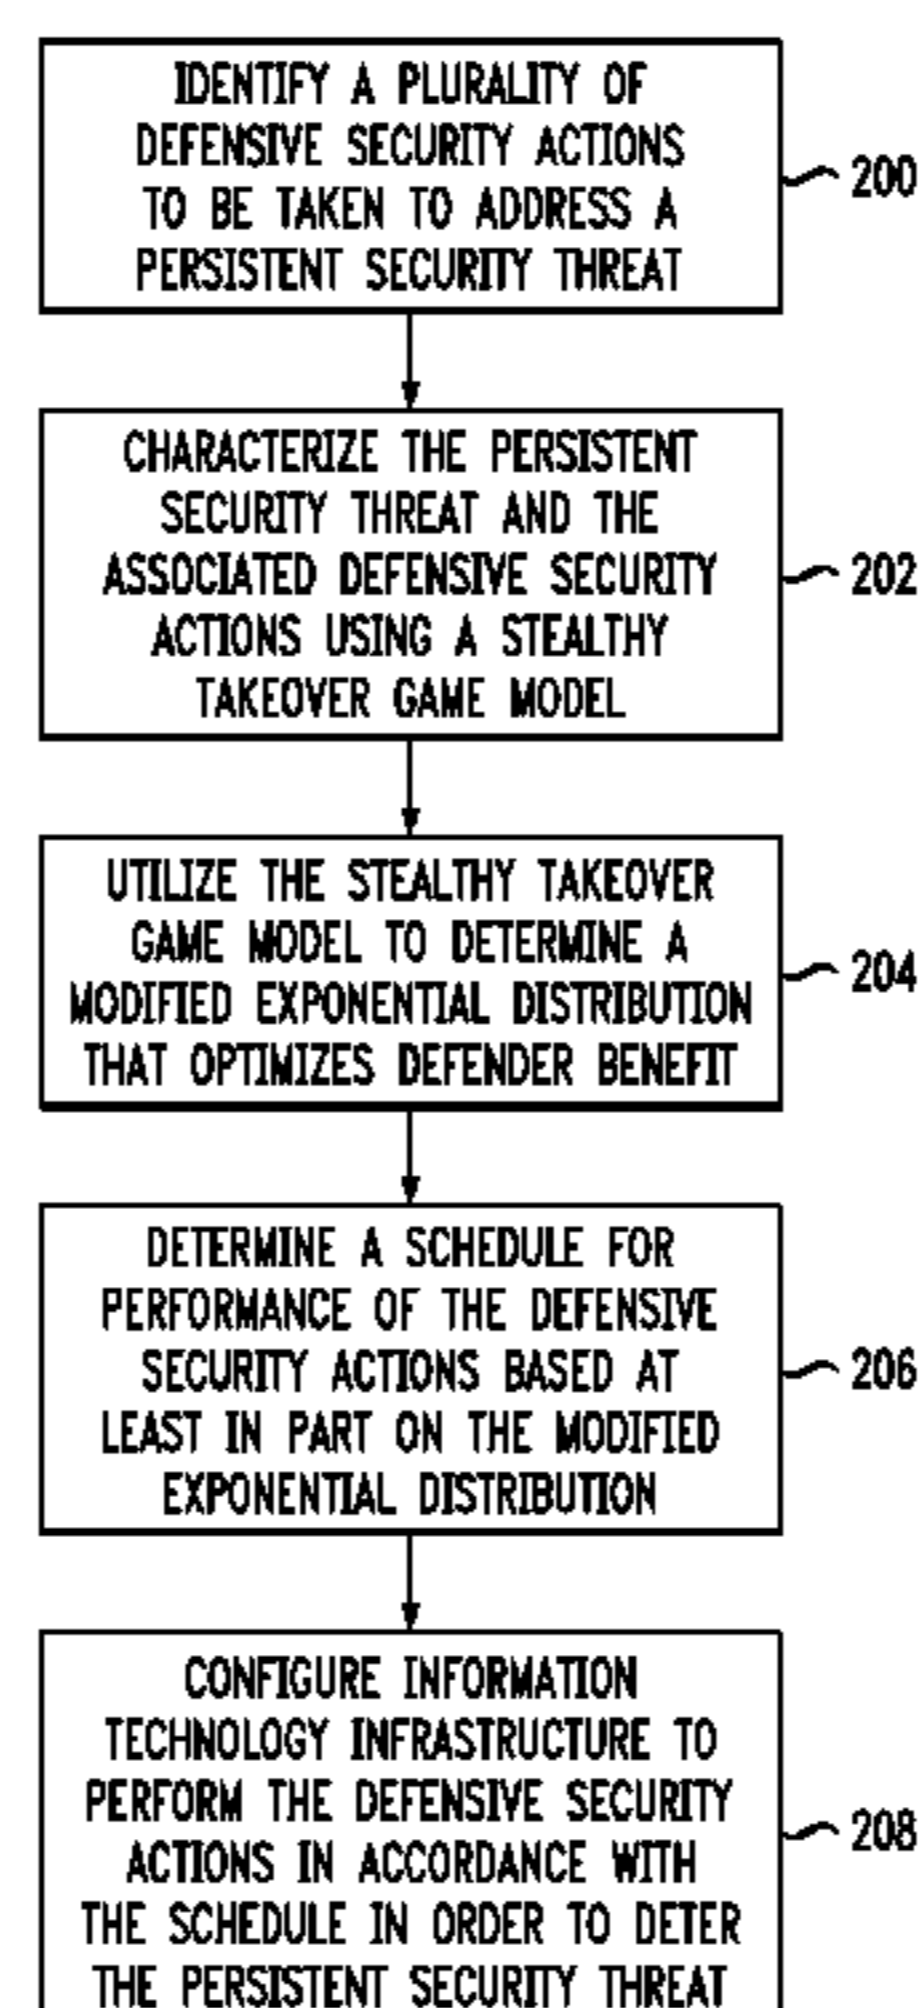 IDENTIFY A PLURALITY OF
DEFENSIVE SECURITY ACTIONS
TO BE TAKEN TO ADDRESS A
PERSISTENT SECURITY THREAT
200
CHARACTERIZE THE PERSISTENT
SECURITY THREAT AND THE
ASSOCIATED DEFENSIVE SECURITY
ACTIONS USING A STEALTHY
TAKEOVER GAME MODEL
202
UTILIZE THE STEALTHY TAKEOVER
GAME MODEL TO DETERMINE A
MODIFIED EXPONENTIAL DISTRIBUTION
THAT OPTIMIZES DEFENDER BENEFIT
204
DETERMINE A SCHEDULE FOR
PERFORMANCE OF THE DEFENSIVE
SECURITY ACTIONS BASED AT
LEAST IN PART ON THE MODIFIED
EXPONENTIAL DISTRIBUTION
206
CONFIGURE INFORMATION
TECHNOLOGY INFRASTRUCTURE TO
PERFORM THE DEFENSIVE SECURITY
ACTIONS IN ACCORDANCE WITH
THE SCHEDULE IN ORDER TO DETER
THE PERSISTENT SECURITY THREAT
208